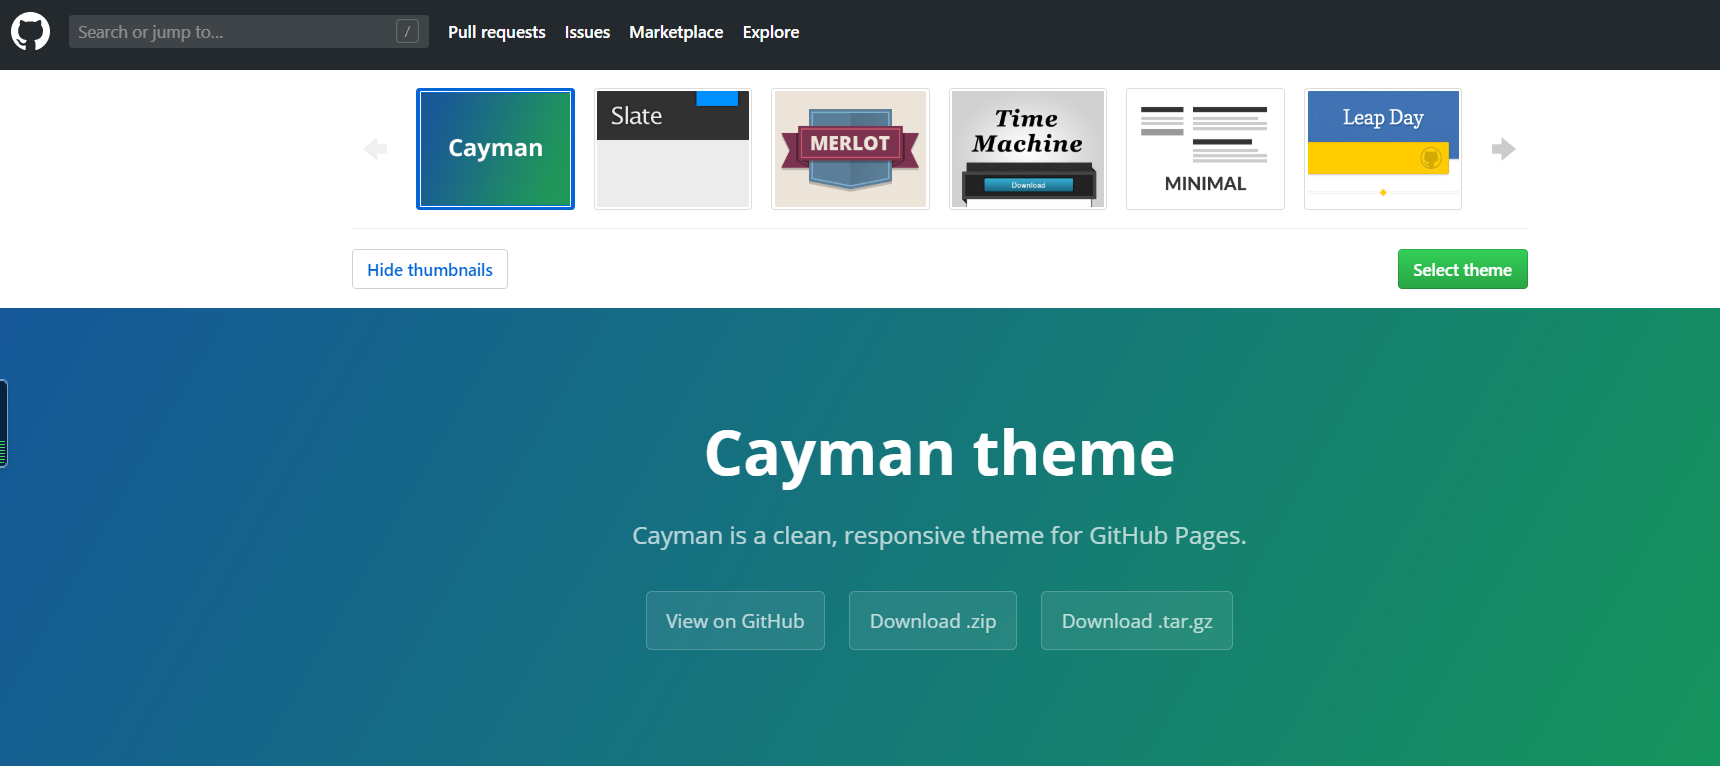 Search or jump to... /
Pull requests Issues Marketplace Explore
Cayman
Slate
MERLOT
Time
Machine
Download
MINIMAL
Leap Day
Hide thumbnails
Select theme
Cayman theme
Cayman is a clean, responsive theme for GitHub Pages.
View on GitHub
Download .zip
Download .tar.gz